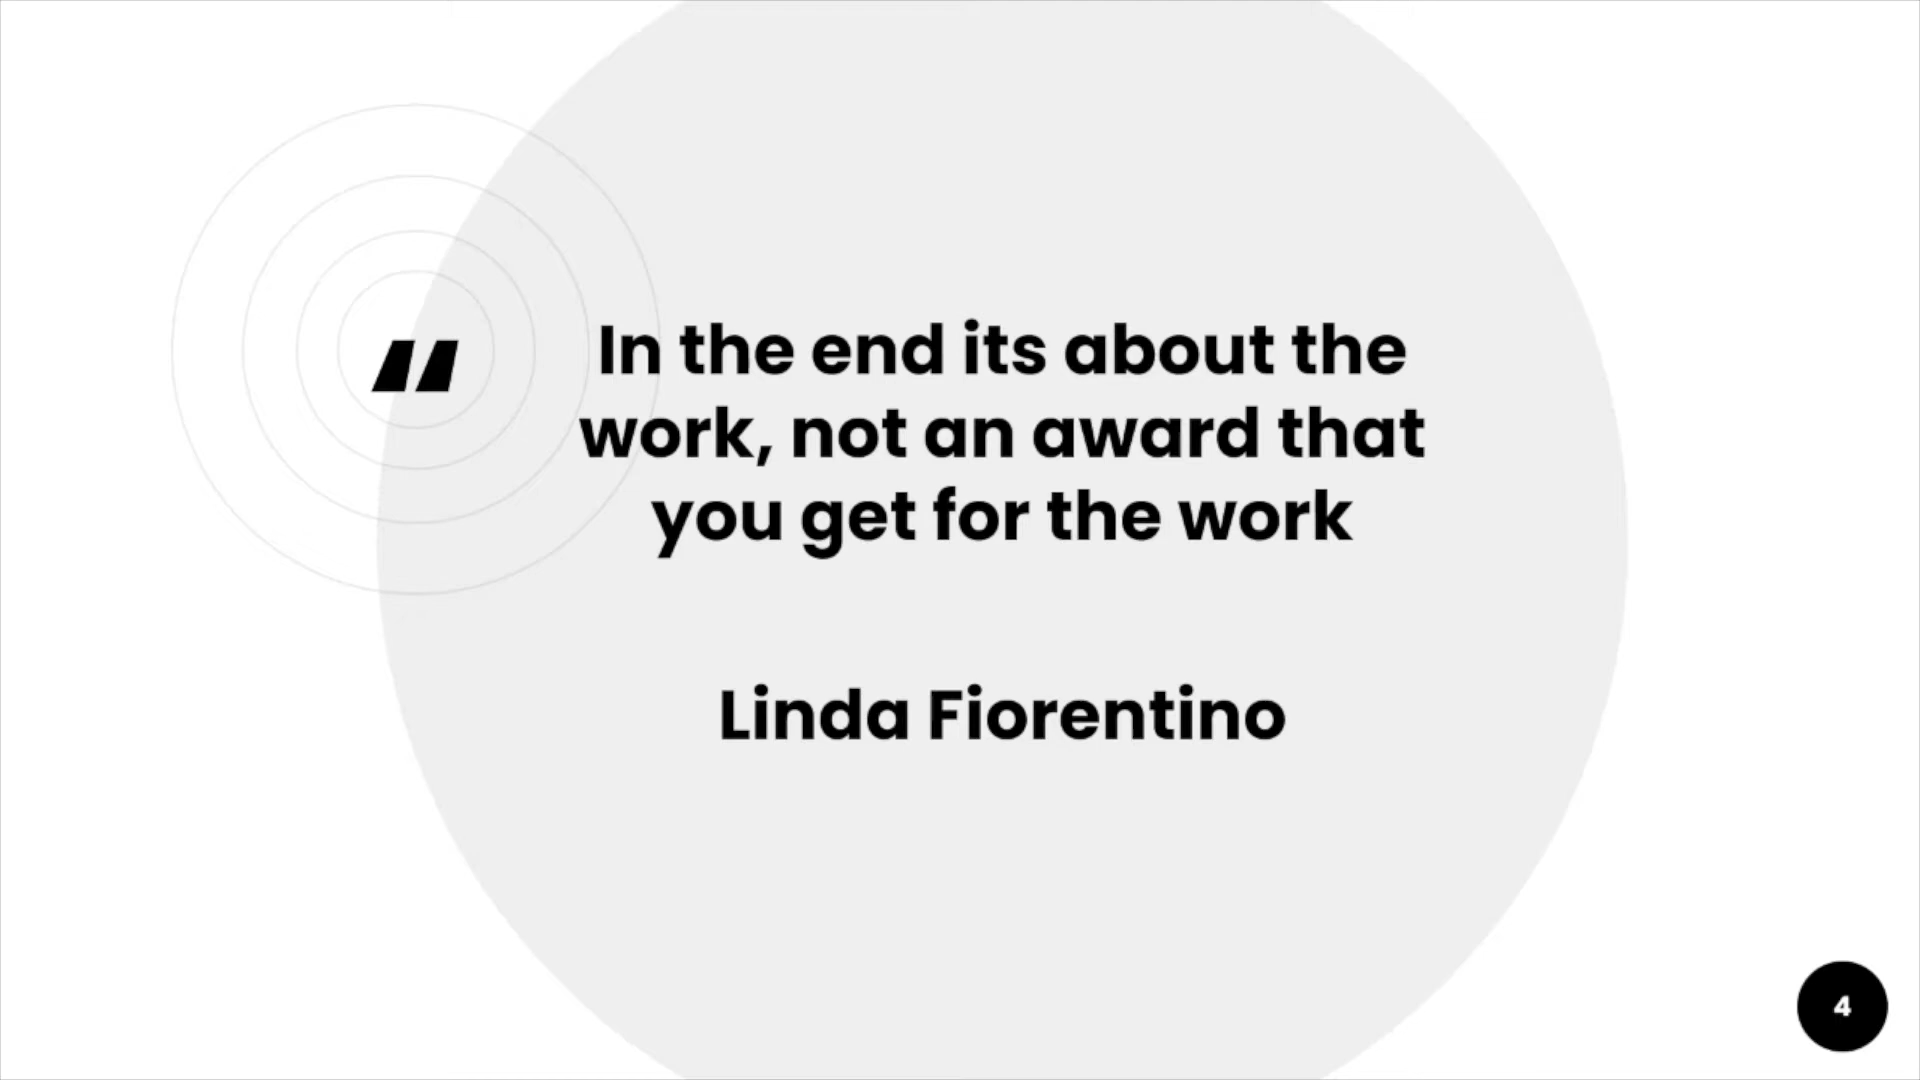 “
In the end its about the
work, not an award that
you get for the work
Linda Fiorentino
4